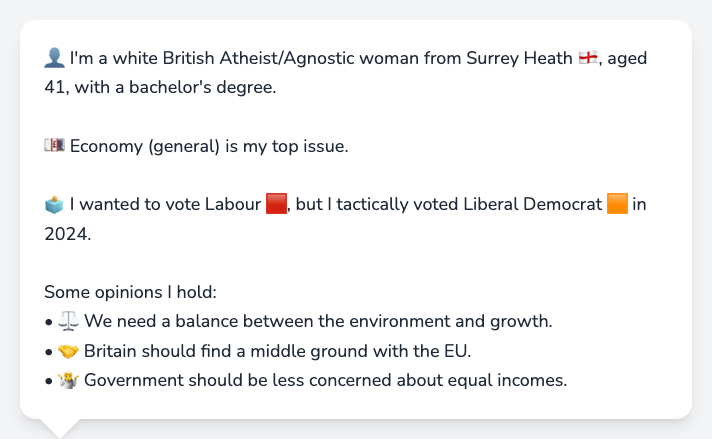 👤 I'm a white British Atheist/Agnostic woman from Surrey Heath 🏴󠁧󠁢󠁥󠁮󠁧󠁿, aged
41, with a bachelor's degree.
💷 Economy (general) is my top issue.
🗳️ I wanted to vote Labour 🟥, but I tactically voted Liberal Democrat 🟧 in
2024.
Some opinions I hold:
• ⚖️ We need a balance between the environment and growth.
• 🤝 Britain should find a middle ground with the EU.
• 🤷 Government should be less concerned about equal incomes.